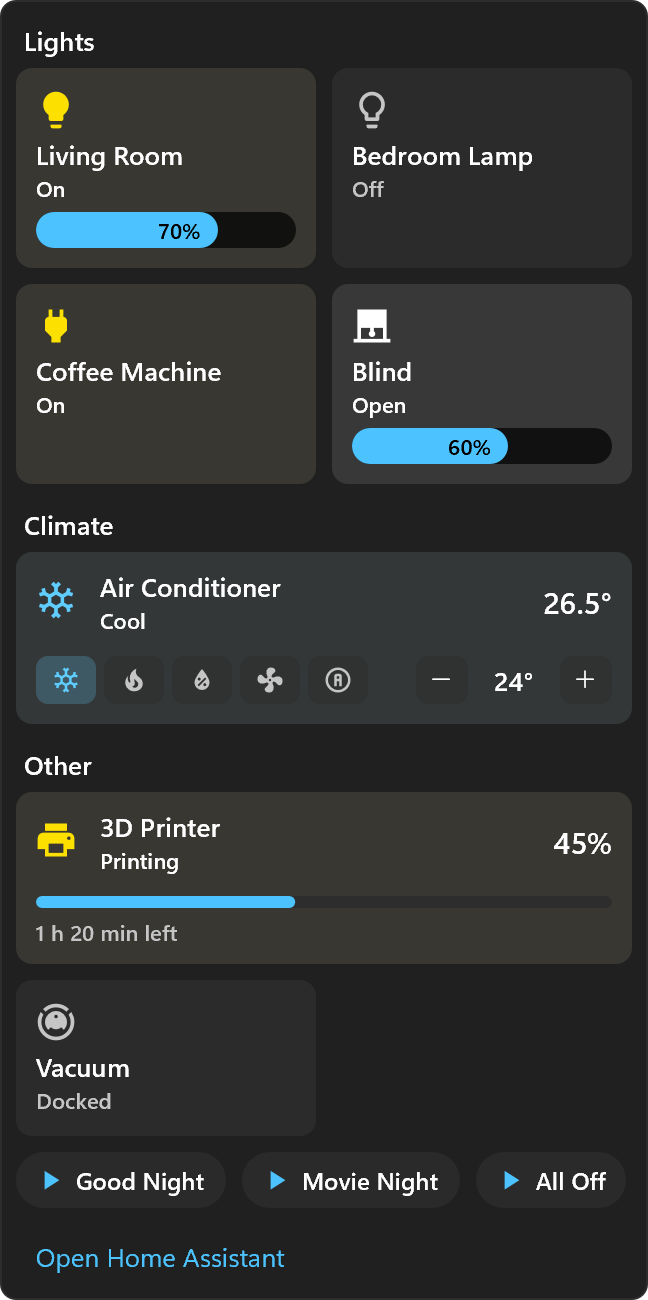 Lights
Living Room
On
70%
Bedroom Lamp
Off
Coffee Machine
On
Blind
Open
60%
Climate
Air Conditioner
Cool
26.5°
A
− 24° +
Other
3D Printer
Printing
45%
1 h 20 min left
Vacuum
Docked
Good Night
Movie Night
All Off
Open Home Assistant